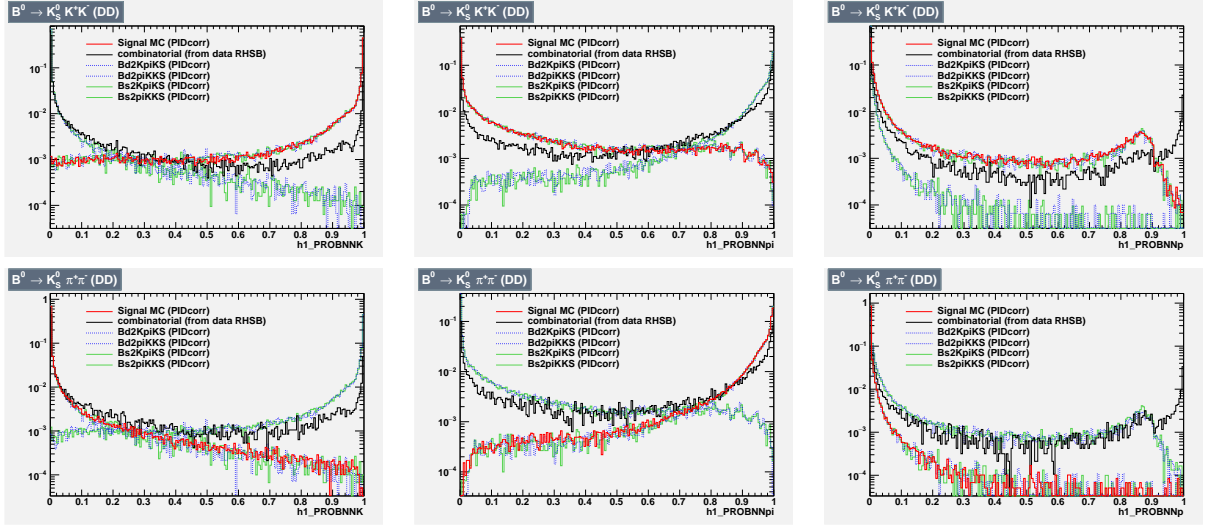 B⁰ → K⁰S K⁺K⁻ (DD)
Signal MC (PIDcorr)
combinatorial (from data RHSB)
Bd2KpiKS (PIDcorr)
Bd2piKKS (PIDcorr)
Bs2KpiKS (PIDcorr)
Bs2piKKS (PIDcorr)
10⁻¹
10⁻²
10⁻³
10⁻⁴
0 0.1 0.2 0.3 0.4 0.5 0.6 0.7 0.8 0.9 1
h1_PROBNNK
B⁰ → K⁰S K⁺K⁻ (DD)
Signal MC (PIDcorr)
combinatorial (from data RHSB)
Bd2KpiKS (PIDcorr)
Bd2piKKS (PIDcorr)
Bs2KpiKS (PIDcorr)
Bs2piKKS (PIDcorr)
10⁻¹
10⁻²
10⁻³
10⁻⁴
0 0.1 0.2 0.3 0.4 0.5 0.6 0.7 0.8 0.9 1
h1_PROBNNpi
B⁰ → K⁰S K⁺K⁻ (DD)
Signal MC (PIDcorr)
combinatorial (from data RHSB)
Bd2KpiKS (PIDcorr)
Bd2piKKS (PIDcorr)
Bs2KpiKS (PIDcorr)
Bs2piKKS (PIDcorr)
10⁻¹
10⁻²
10⁻³
10⁻⁴
0 0.1 0.2 0.3 0.4 0.5 0.6 0.7 0.8 0.9 1
h1_PROBNNp
B⁰ → K⁰S π⁺π⁻ (DD)
Signal MC (PIDcorr)
combinatorial (from data RHSB)
Bd2KpiKS (PIDcorr)
Bd2piKKS (PIDcorr)
Bs2KpiKS (PIDcorr)
Bs2piKKS (PIDcorr)
1
10⁻¹
10⁻²
10⁻³
10⁻⁴
0 0.1 0.2 0.3 0.4 0.5 0.6 0.7 0.8 0.9 1
h1_PROBNNK
B⁰ → K⁰S π⁺π⁻ (DD)
Signal MC (PIDcorr)
combinatorial (from data RHSB)
Bd2KpiKS (PIDcorr)
Bd2piKKS (PIDcorr)
Bs2KpiKS (PIDcorr)
Bs2piKKS (PIDcorr)
10⁻¹
10⁻²
10⁻³
10⁻⁴
0 0.1 0.2 0.3 0.4 0.5 0.6 0.7 0.8 0.9 1
h1_PROBNNpi
B⁰ → K⁰S π⁺π⁻ (DD)
Signal MC (PIDcorr)
combinatorial (from data RHSB)
Bd2KpiKS (PIDcorr)
Bd2piKKS (PIDcorr)
Bs2KpiKS (PIDcorr)
Bs2piKKS (PIDcorr)
1
10⁻¹
10⁻²
10⁻³
10⁻⁴
0 0.1 0.2 0.3 0.4 0.5 0.6 0.7 0.8 0.9 1
h1_PROBNNp